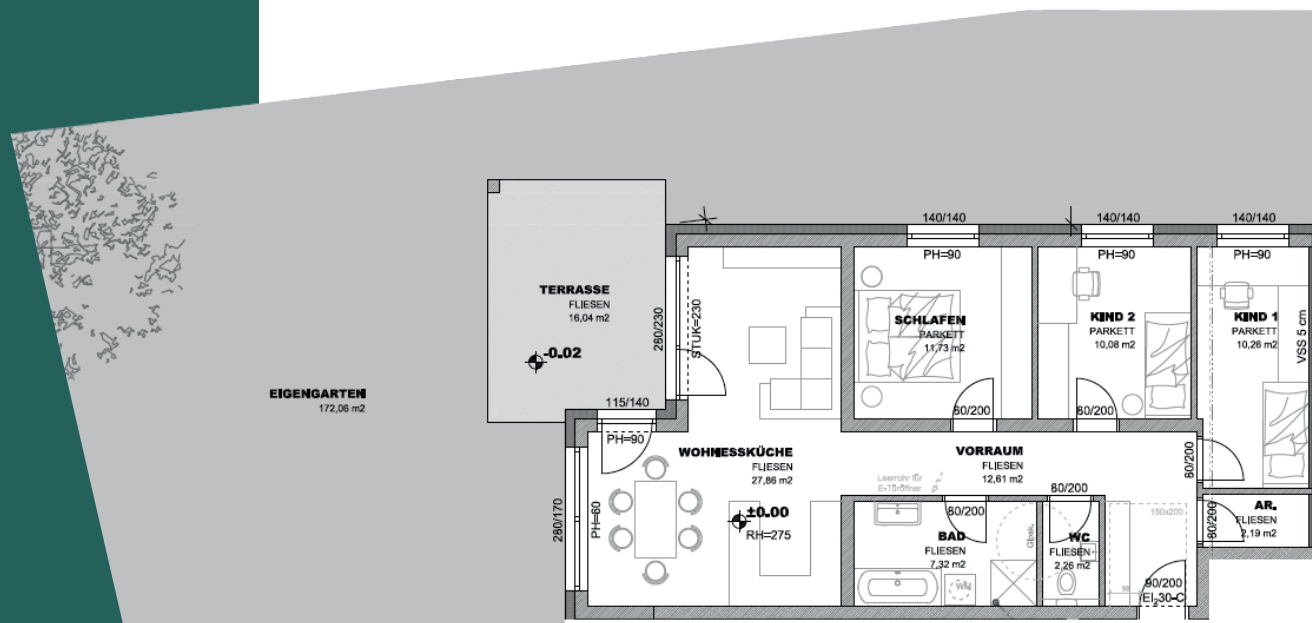 140/140
140/140
140/140
PH=90
PH=90
PH=90
TERRASSE
FLIESEN
16,04 m2
-0.02
280/230
STUK=230
SCHLAFEN
PARKETT
11,73 m2
KIND 2
PARKETT
10,08 m2
KIND 1
PARKETT
10,26 m2
VSS 5 cm
EIGENGARTEN
172,06 m2
115/140
PH=90
80/200
80/200
WOHNESSKÜCHE
FLIESEN
27,86 m2
VORRAUM
FLIESEN
12,61 m2
Leerrohr für
E-Türöffner
80/200
280/170
PH=60
±0.00
RH=275
80/200
80/200
150x200
80/200
AR.
FLIESEN
2,19 m2
BAD
FLIESEN
7,32 m2
WM
WC
FLIESEN
2,26 m2
90/200
EI₂30-C